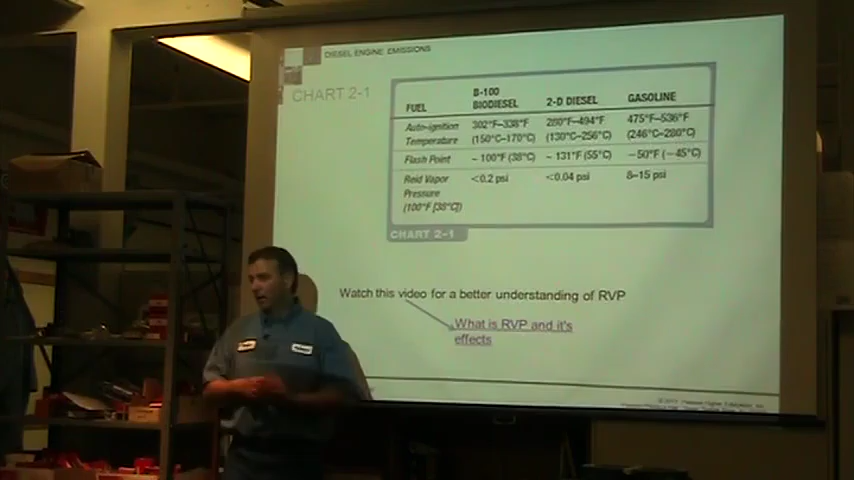 DIESEL ENGINE EMISSIONS
CHART 2-1
FUEL B-100 BIODIESEL 2-D DIESEL GASOLINE
Auto-ignition 302°F–338°F 280°F–494°F 475°F–536°F
Temperature (150°C–170°C) (130°C–256°C) (246°C–280°C)
Flash Point ~ 100°F (38°C) ~ 131°F (55°C) −50°F (−45°C)
Reid Vapor <0.2 psi <0.04 psi 8–15 psi
Pressure
(100°F [38°C])
CHART 2-1
Watch this video for a better understanding of RVP
What is RVP and it's
effects